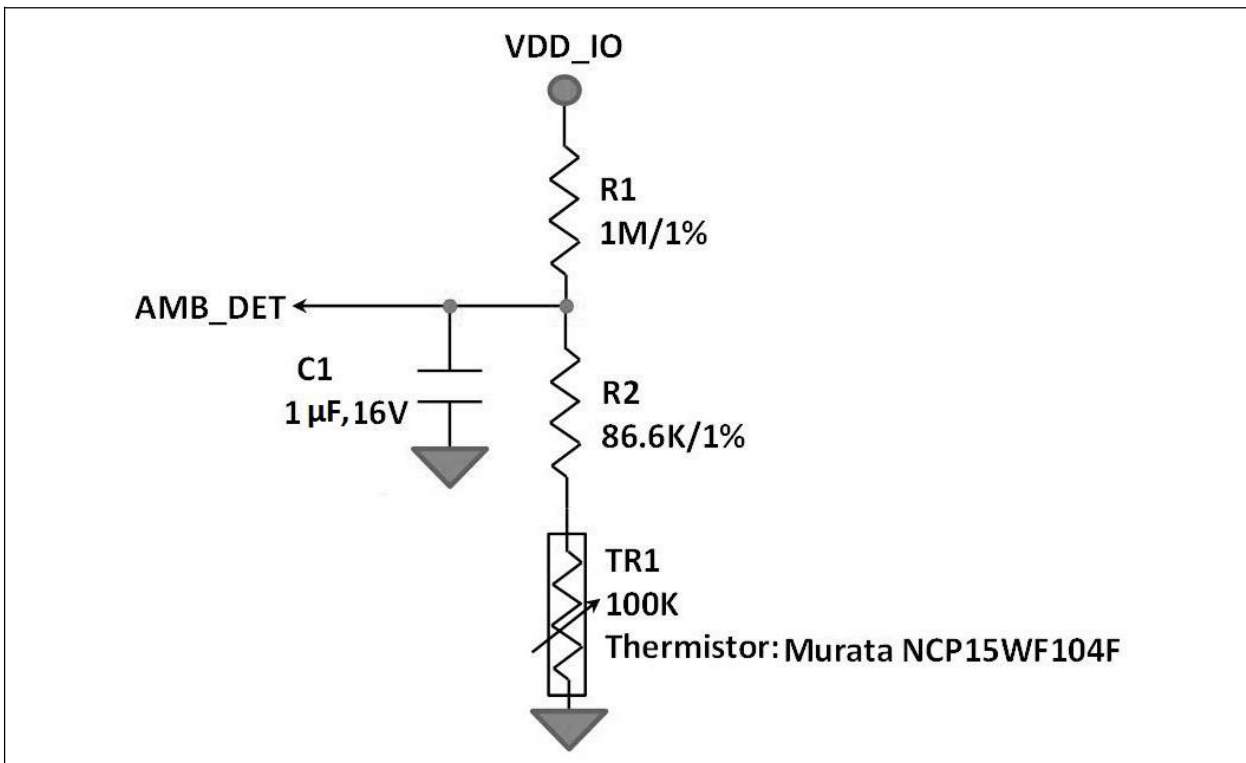 VDD_IO
R1
1M/1%
AMB_DET
C1
1 µF, 16V
R2
86.6K/1%
TR1
100K
Thermistor: Murata NCP15WF104F